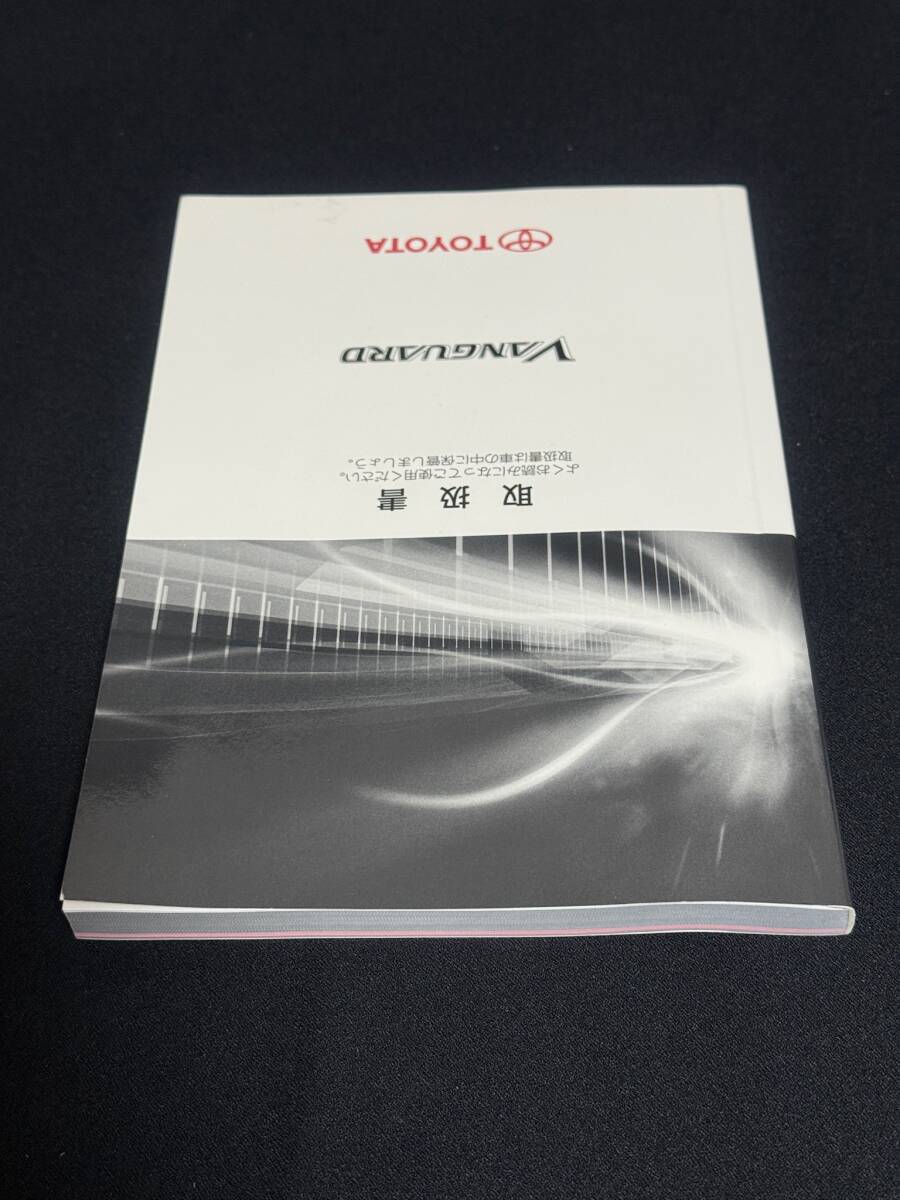 取 扱 書
よくお読みになってご使用ください。
取扱書は車の中に保管しましょう。
VANGUARD
TOYOTA